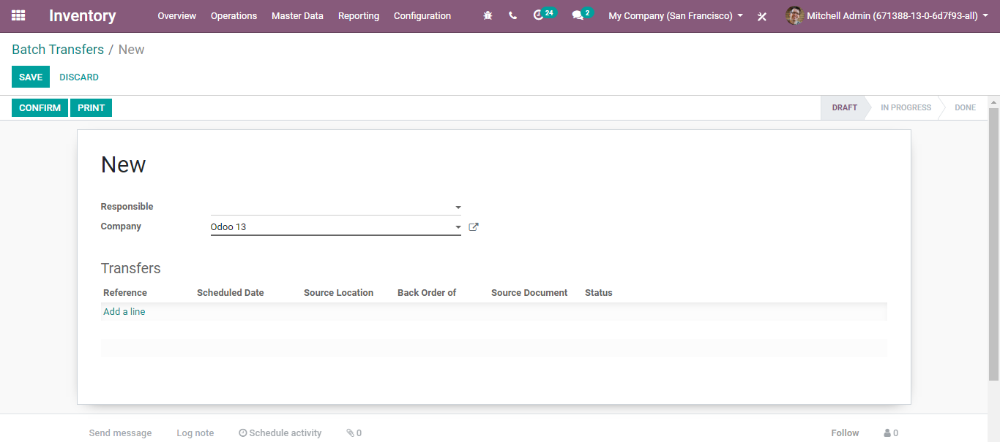 Inventory Overview Operations Master Data Reporting Configuration 24 2 My Company (San Francisco) Mitchell Admin (671388-13-0-6d7f93-all)
Batch Transfers / New
SAVE DISCARD
CONFIRM PRINT DRAFT IN PROGRESS DONE
New
Responsible
Company Odoo 13
Transfers
Reference Scheduled Date Source Location Back Order of Source Document Status
Add a line
Send message Log note Schedule activity 0 Follow 0